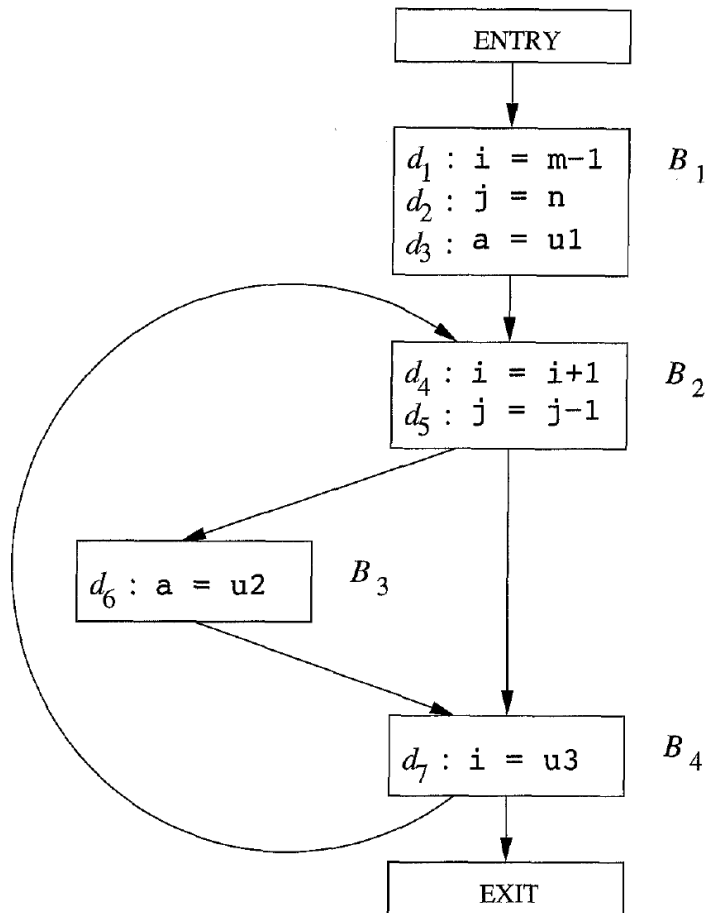 ENTRY
d1 : i = m-1
d2 : j = n
d3 : a = u1
B1
d4 : i = i+1
d5 : j = j-1
B2
d6 : a = u2
B3
d7 : i = u3
B4
EXIT